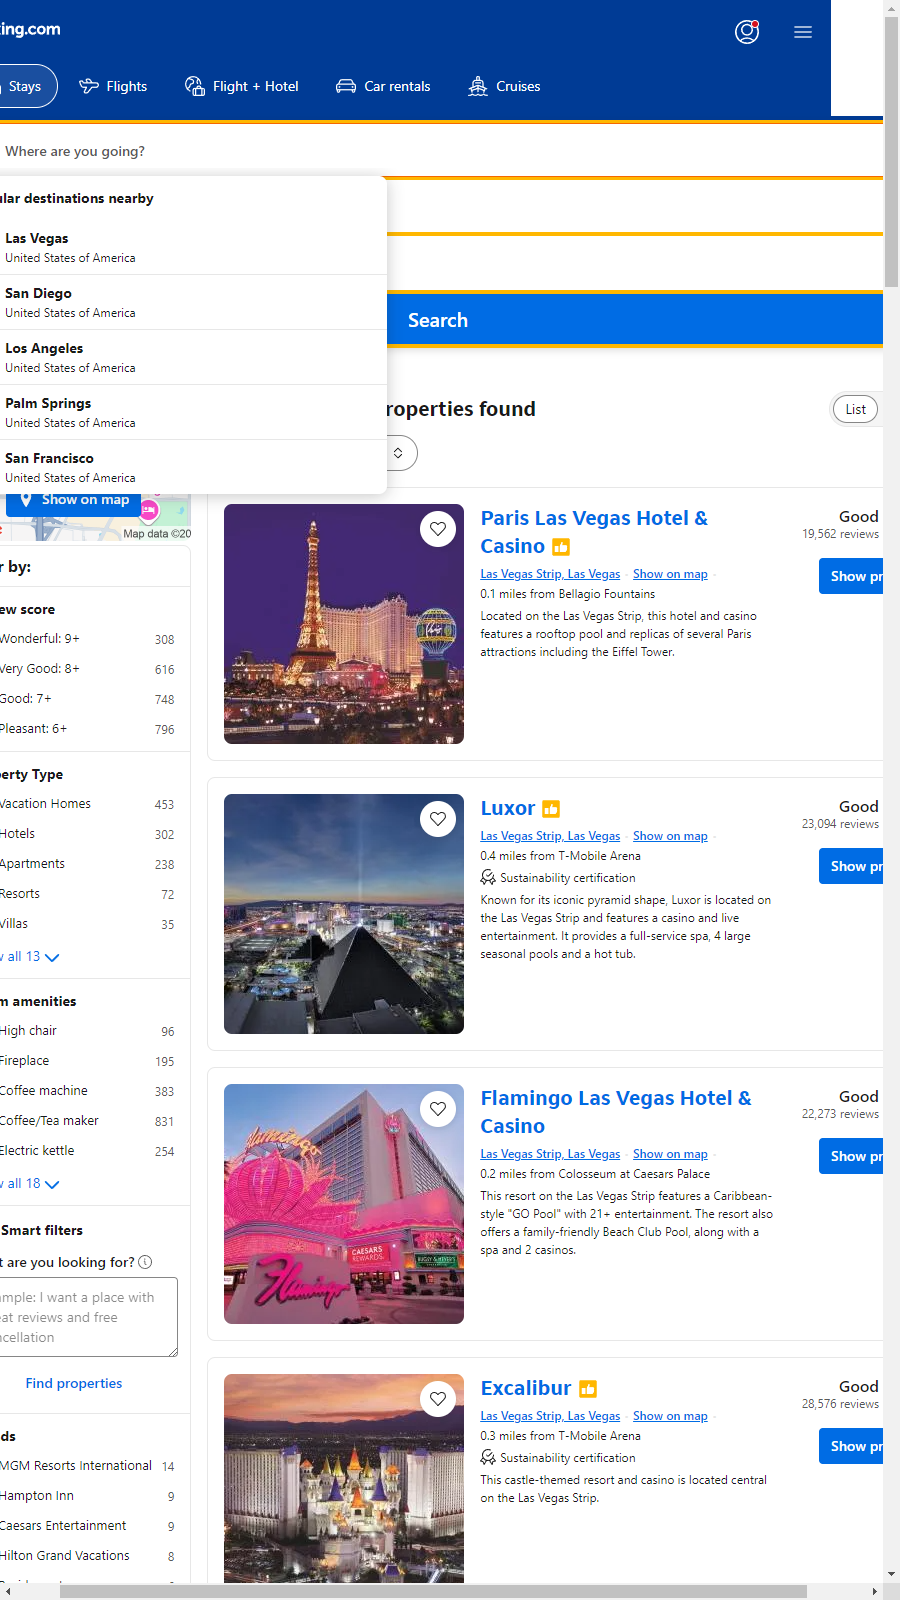 ing.com
Stays
Flights
Flight + Hotel
Car rentals
Cruises
Where are you going?
ular destinations nearby
Las Vegas
United States of America
San Diego
United States of America
Los Angeles
United States of America
Palm Springs
United States of America
San Francisco
United States of America
Search
roperties found
List
Show on map
Map data ©20
r by:
ew score
Wonderful: 9+ 308
Very Good: 8+ 616
Good: 7+ 748
Pleasant: 6+ 796
erty Type
Vacation Homes 453
Hotels 302
Apartments 238
Resorts 72
Villas 35
v all 13
m amenities
High chair 96
Fireplace 195
Coffee machine 383
Coffee/Tea maker 831
Electric kettle 254
v all 18
Smart filters
t are you looking for?
mple: I want a place with
eat reviews and free
ncellation
Find properties
ds
MGM Resorts International 14
Hampton Inn 9
Caesars Entertainment 9
Hilton Grand Vacations 8
Paris Las Vegas Hotel &
Casino
Las Vegas Strip, Las Vegas · Show on map ·
0.1 miles from Bellagio Fountains
Located on the Las Vegas Strip, this hotel and casino
features a rooftop pool and replicas of several Paris
attractions including the Eiffel Tower.
Good
19,562 reviews
Show pr
Luxor
Las Vegas Strip, Las Vegas · Show on map ·
0.4 miles from T-Mobile Arena
Sustainability certification
Known for its iconic pyramid shape, Luxor is located on
the Las Vegas Strip and features a casino and live
entertainment. It provides a full-service spa, 4 large
seasonal pools and a hot tub.
Good
23,094 reviews
Show pr
Flamingo
CAESARS
REWARDS
Flamingo
Flamingo Las Vegas Hotel &
Casino
Las Vegas Strip, Las Vegas · Show on map ·
0.2 miles from Colosseum at Caesars Palace
This resort on the Las Vegas Strip features a Caribbean-
style "GO Pool" with 21+ entertainment. The resort also
offers a family-friendly Beach Club Pool, along with a
spa and 2 casinos.
Good
22,273 reviews
Show pr
Excalibur
Las Vegas Strip, Las Vegas · Show on map ·
0.3 miles from T-Mobile Arena
Sustainability certification
This castle-themed resort and casino is located central
on the Las Vegas Strip.
Good
28,576 reviews
Show pr